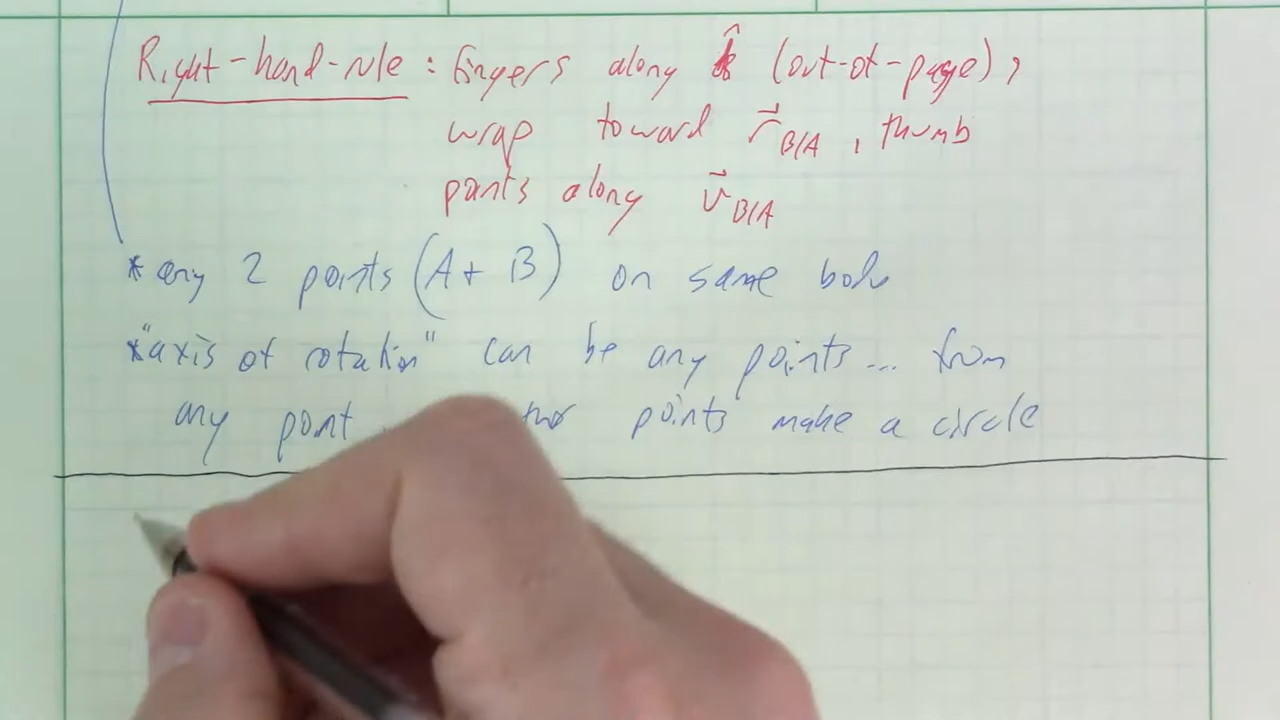 Right-hand-rule : fingers along k̂ (out-of-page),
wrap toward r⃗B/A , thumb
points along v⃗B/A
* any 2 points (A + B) on same body
* "axis of rotation" can be any points... from
any point points make a circle